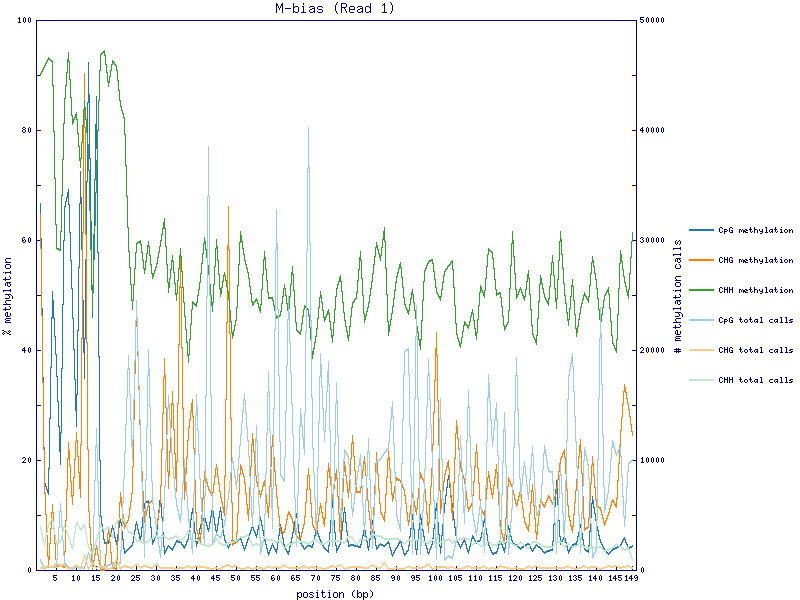 M-bias (Read 1)
100
80
60
40
20
0
% methylation
50000
40000
30000
20000
10000
0
# methylation calls
CpG methylation
CHG methylation
CHH methylation
CpG total calls
CHG total calls
CHH total calls
5 10 15 20 25 30 35 40 45 50 55 60 65 70 75 80 85 90 95 100 105 110 115 120 125 130 135 140 145 149
position (bp)